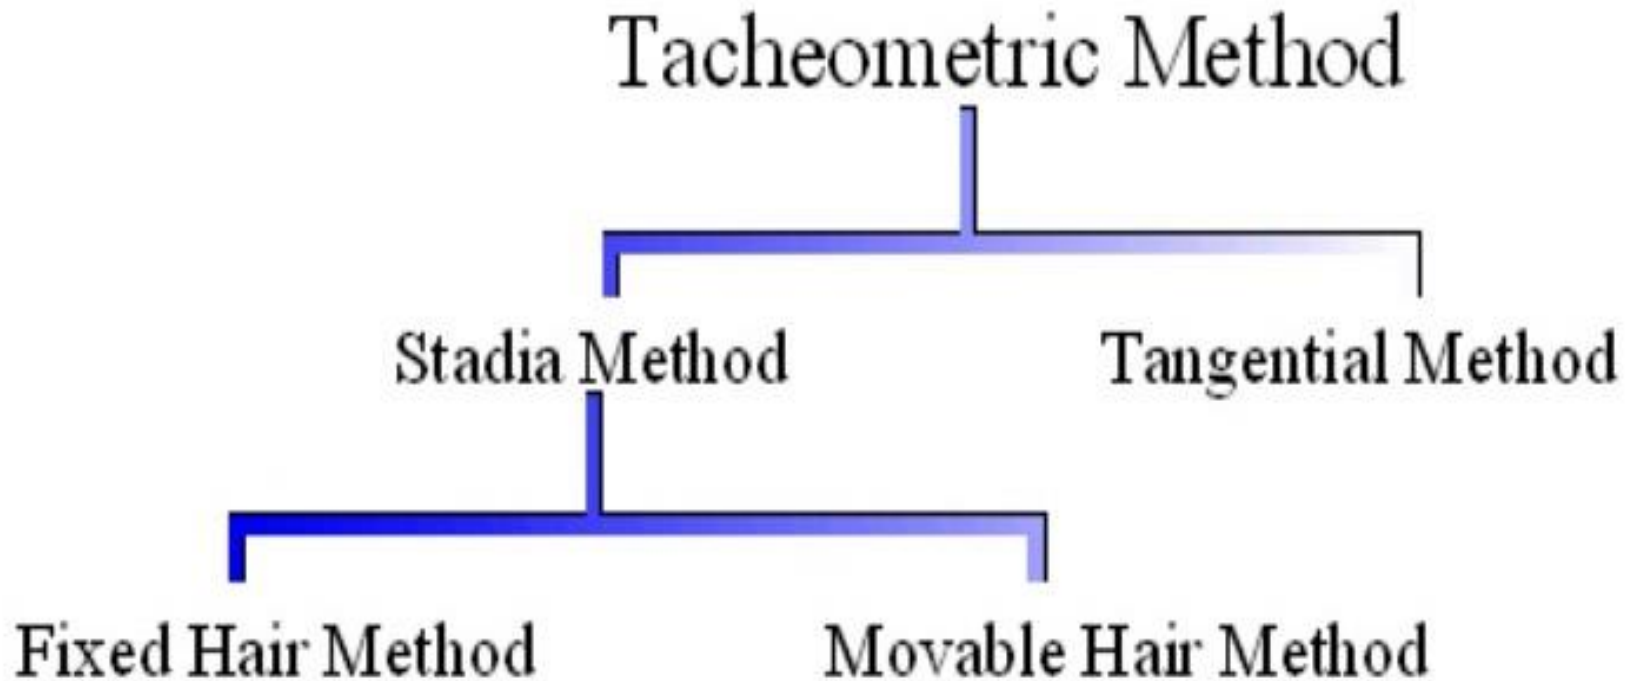 Tacheometric Method
Stadia Method
Tangential Method
Fixed Hair Method
Movable Hair Method